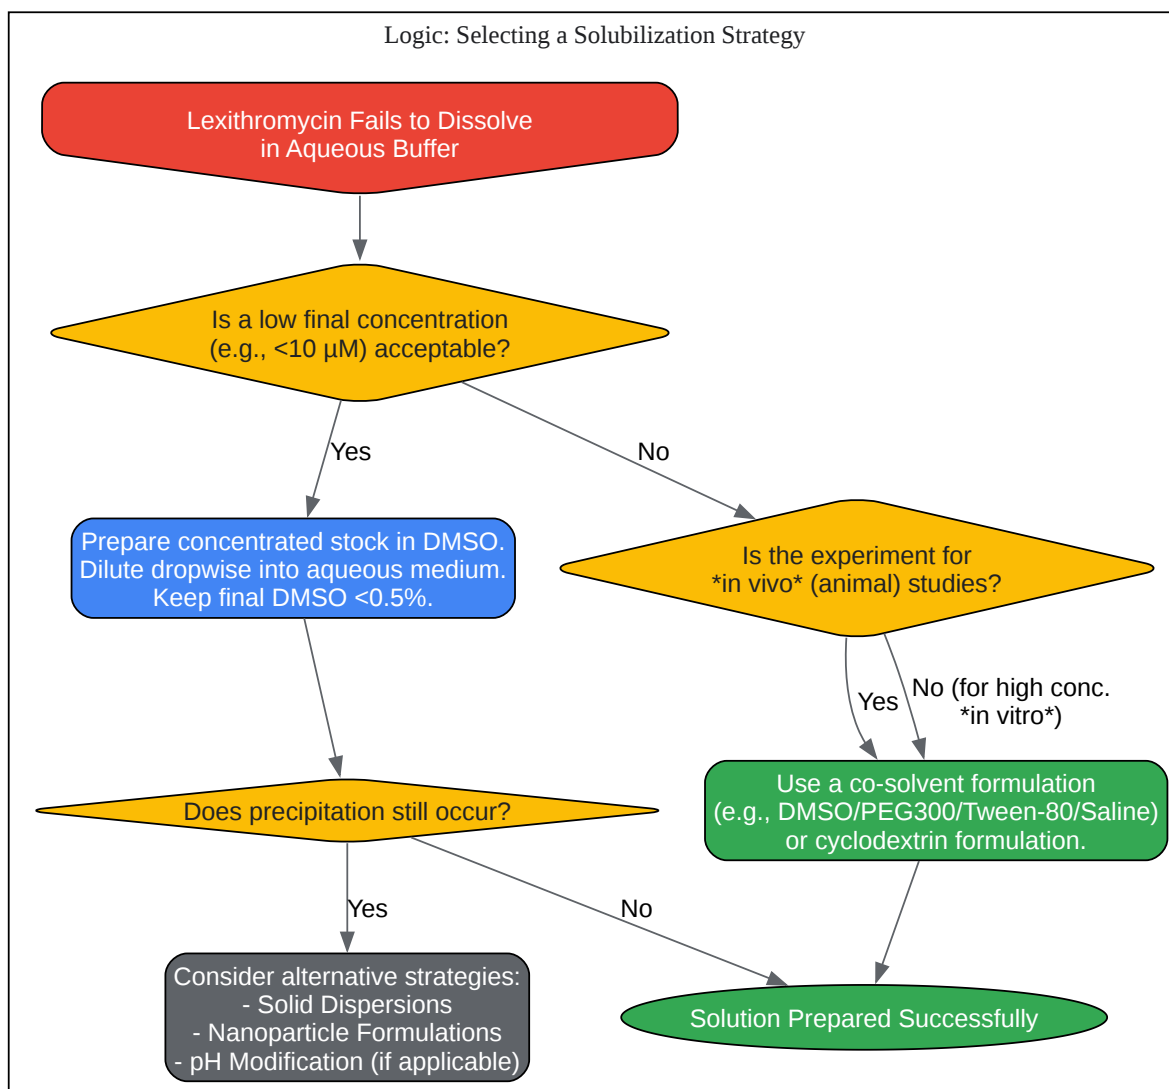 Logic: Selecting a Solubilization Strategy
Lexithromycin Fails to Dissolve
in Aqueous Buffer
Is a low final concentration
(e.g., <10 µM) acceptable?
Yes
No
Prepare concentrated stock in DMSO.
Dilute dropwise into aqueous medium.
Keep final DMSO <0.5%.
Is the experiment for
*in vivo* (animal) studies?
Yes
No (for high conc.
*in vitro*)
Does precipitation still occur?
Use a co-solvent formulation
(e.g., DMSO/PEG300/Tween-80/Saline)
or cyclodextrin formulation.
Yes
No
Consider alternative strategies:
- Solid Dispersions
- Nanoparticle Formulations
- pH Modification (if applicable)
Solution Prepared Successfully